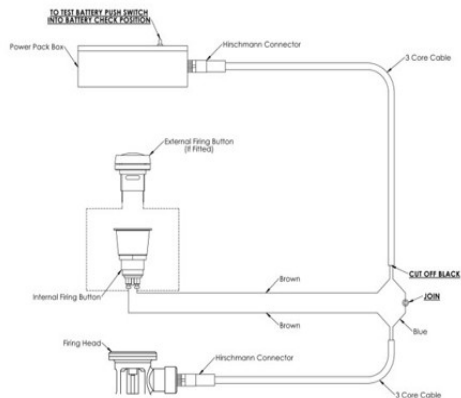 TO TEST BATTERY PUSH SWITCH
INTO BATTERY CHECK POSITION
Hirschmann Connector
Power Pack Box
3 Core Cable
External Firing Button
(If Fitted)
CUT OFF BLACK
Brown
JOIN
Internal Firing Button
Brown
Blue
Firing Head
Hirschmann Connector
3 Core Cable